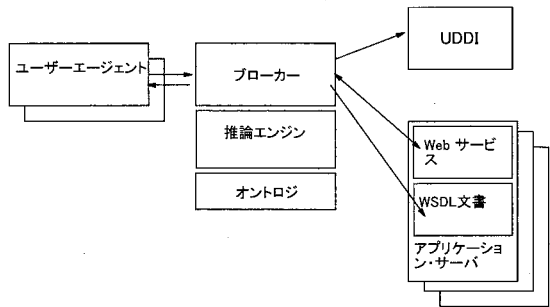 ユーザーエージェント
ブローカー
推論エンジン
オントロジ
UDDI
Web サービ
ス
WSDL文書
アプリケーショ
ン・サーバ